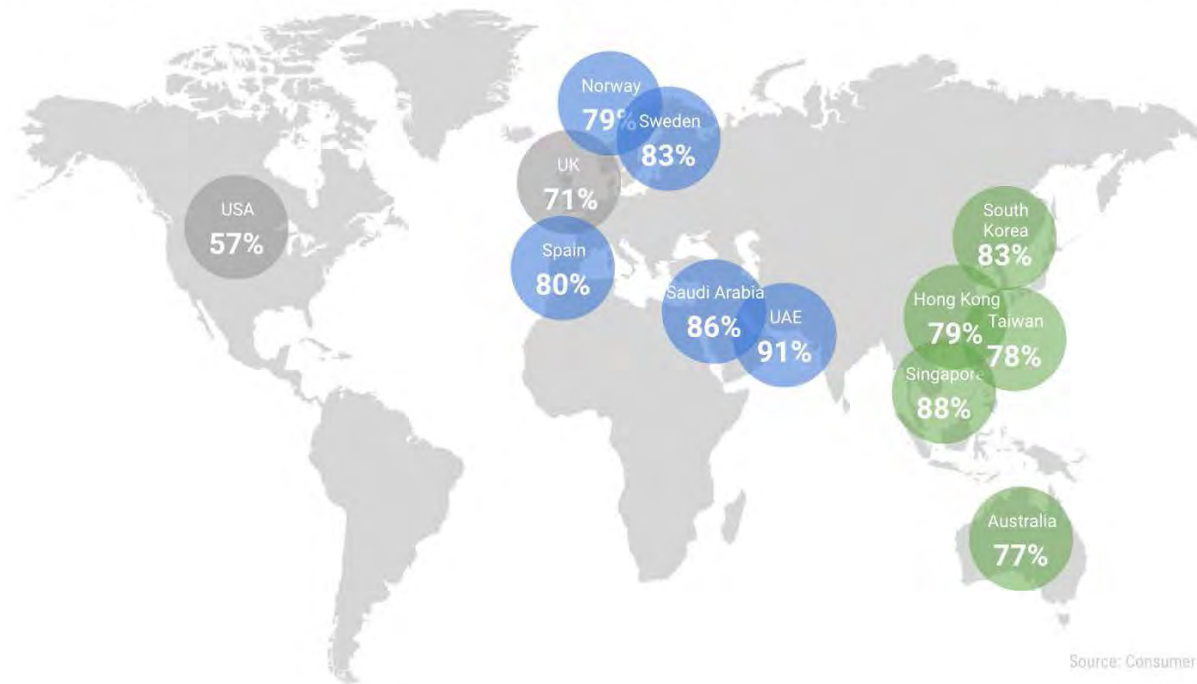 Norway
79%
Sweden
83%
UK
71%
USA
57%
Spain
80%
Saudi Arabia
86%
UAE
91%
South
Korea
83%
Hong Kong
79%
Taiwan
78%
Singapore
88%
Australia
77%
Source: Consumer